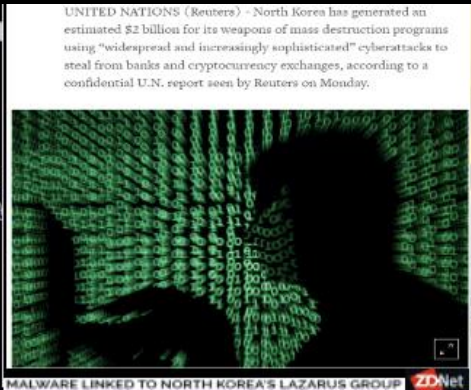 UNITED NATIONS (Reuters) - North Korea has generated an
estimated $2 billion for its weapons of mass destruction programs
using “widespread and increasingly sophisticated” cyberattacks to
steal from banks and cryptocurrency exchanges, according to a
confidential U.N. report seen by Reuters on Monday.
MALWARE LINKED TO NORTH KOREA'S LAZARUS GROUP ZDNet